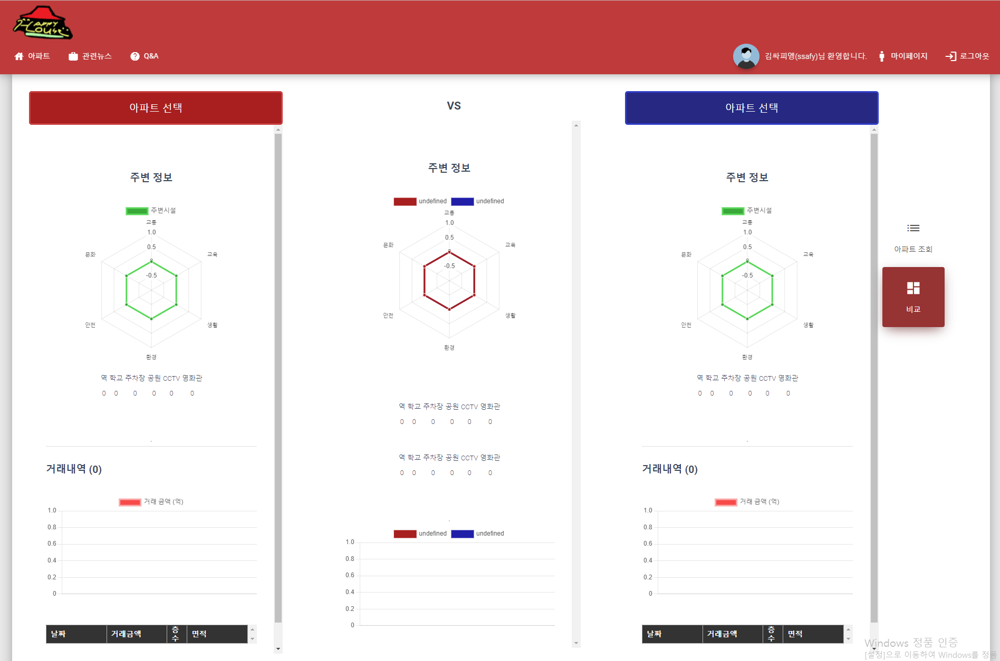 Happy House
아파트 관련뉴스 Q&A 김싸피엥(ssafy)님 환영합니다. 마이페이지 로그아웃
아파트 선택
주변 정보
주변시설
교통
1.0
0.5
0
-0.5
문화 교육
안전 생활
환경
역 학교 주차장 공원 CCTV 영화관
0 0 0 0 0 0
거래내역 (0)
거래 금액 (억)
1.0
0.8
0.6
0.4
0.2
0
날짜 거래금액 층수 면적
VS
주변 정보
undefined undefined
교통
1.0
0.5
-0.5
문화 교육
안전 생활
환경
역 학교 주차장 공원 CCTV 영화관
0 0 0 0 0 0
역 학교 주차장 공원 CCTV 영화관
0 0 0 0 0 0
undefined undefined
1.0
0.8
0.6
0.4
0.2
0
아파트 선택
주변 정보
주변시설
교통
1.0
0.5
0
-0.5
문화 교육
안전 생활
환경
역 학교 주차장 공원 CCTV 영화관
0 0 0 0 0 0
거래내역 (0)
거래 금액 (억)
1.0
0.8
0.6
0.4
0.2
0
날짜 거래금액 층수 면적
아파트 조회
비교
Windows 정품 인증
[설정]으로 이동하여 Windows를 정품